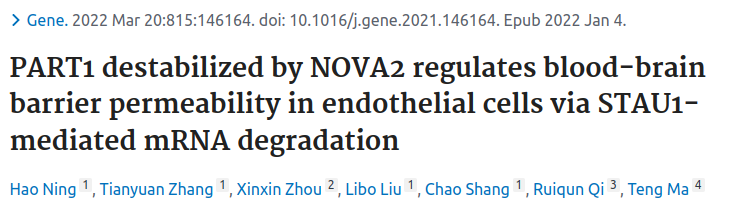 Gene. 2022 Mar 20:815:146164. doi: 10.1016/j.gene.2021.146164. Epub 2022 Jan 4.
PART1 destabilized by NOVA2 regulates blood-brain
barrier permeability in endothelial cells via STAU1-
mediated mRNA degradation
Hao Ning 1, Tianyuan Zhang 1, Xinxin Zhou 2, Libo Liu 1, Chao Shang 1, Ruiqun Qi 3, Teng Ma 4